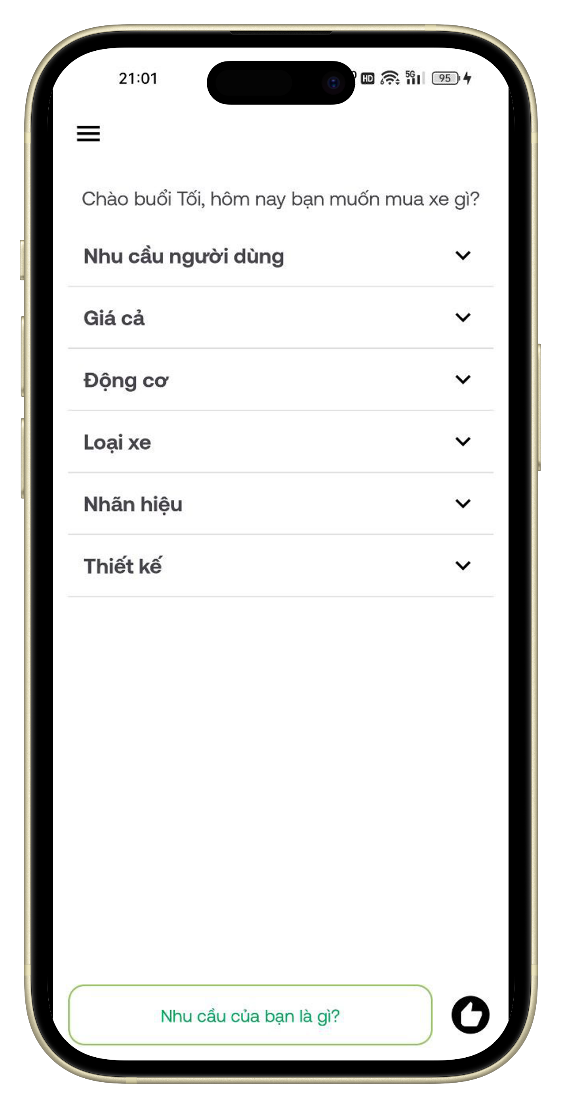 21:01
HD 5G 95
Chào buổi Tối, hôm nay bạn muốn mua xe gì?
Nhu cầu người dùng
Giá cả
Động cơ
Loại xe
Nhãn hiệu
Thiết kế
Nhu cầu của bạn là gì?